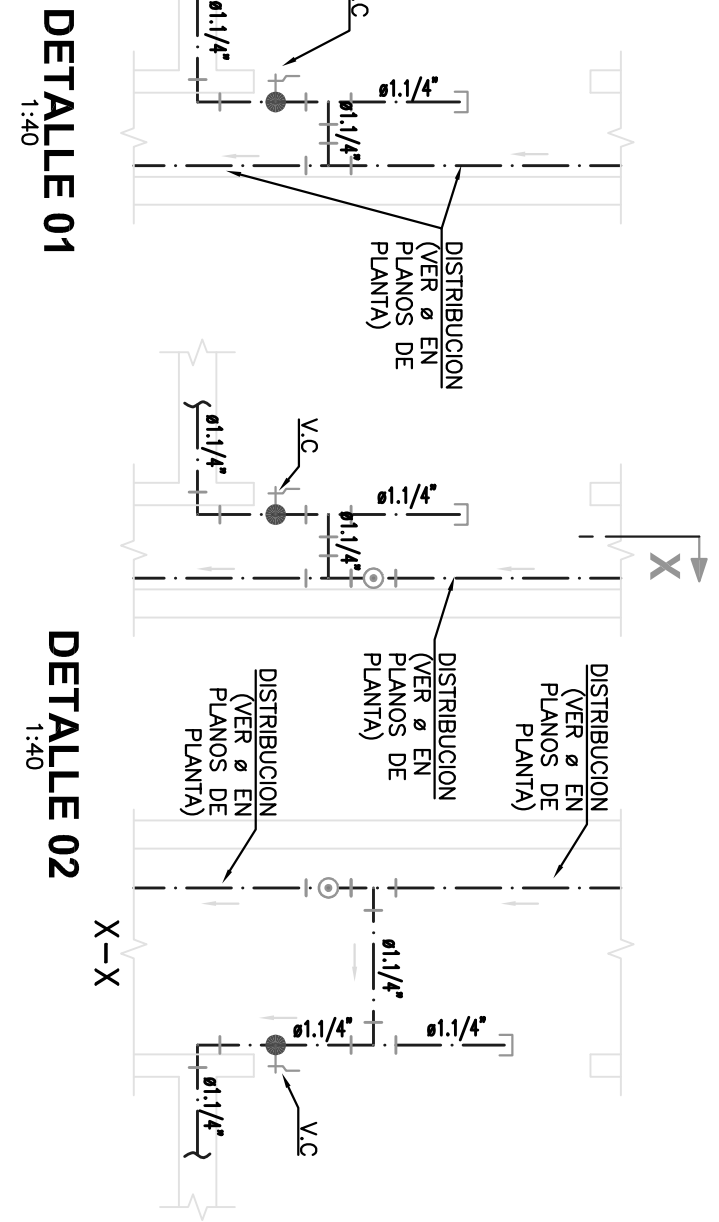 ø1.1/4"
.C
ø1.1/4"
ø1.1/4"
DISTRIBUCION
(VER ø EN
PLANOS DE
PLANTA)
DETALLE 01
1:40
ø1.1/4"
V.C
ø1.1/4"
ø1.1/4"
X
DISTRIBUCION
(VER ø EN
PLANOS DE
PLANTA)
DISTRIBUCION
(VER ø EN
PLANOS DE
PLANTA)
DISTRIBUCION
(VER ø EN
PLANOS DE
PLANTA)
ø1.1/4"
ø1.1/4"
ø1.1/4"
ø1.1/4"
V.C
X-X
DETALLE 02
1:40